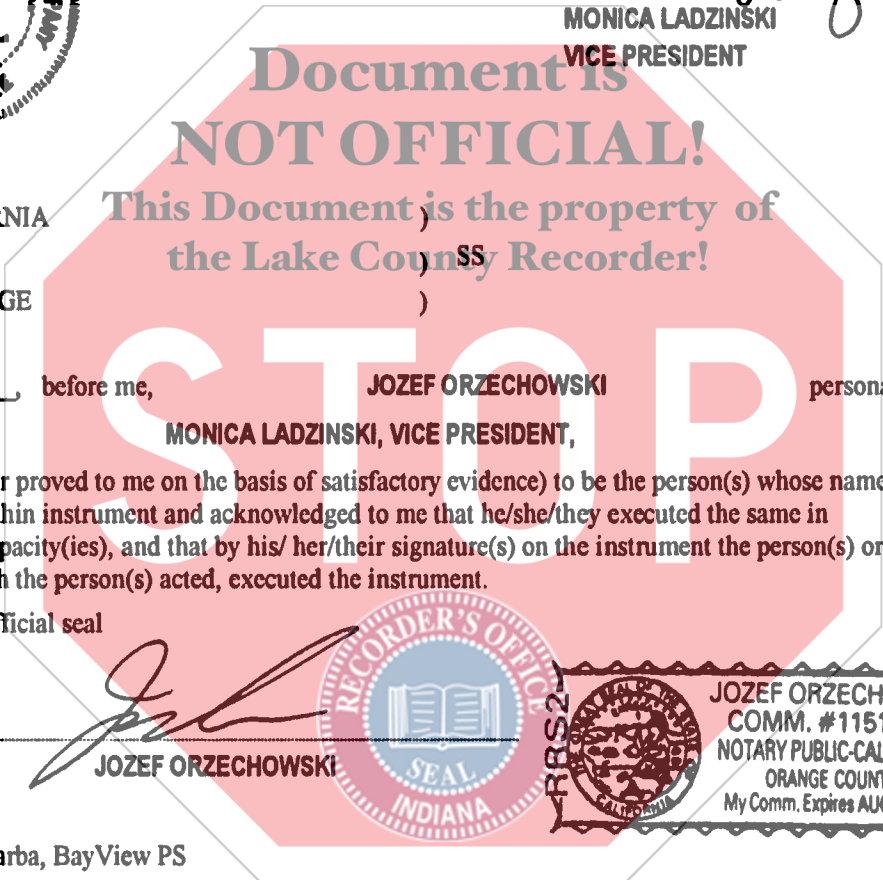 MONICA LADZINSKI
VICE PRESIDENT
Document is
NOT OFFICIAL!
This Document is the property of
the Lake County Recorder!
RNIA )
) SS
GE )
STOP
before me, JOZEF ORZECHOWSKI persona
MONICA LADZINSKI, VICE PRESIDENT,
r proved to me on the basis of satisfactory evidence) to be the person(s) whose name
hin instrument and acknowledged to me that he/she/they executed the same in
pacity(ies), and that by his/ her/their signature(s) on the instrument the person(s) or
h the person(s) acted, executed the instrument.
ficial seal
JOZEF ORZECHOWSKI
RECORDER'S OFFICE
SEAL
INDIANA
RBS2
CALIFORNIA
JOZEF ORZECH
COMM. #1151
NOTARY PUBLIC-CAL
ORANGE COUNT
My Comm. Expires AUG
arba, BayView PS